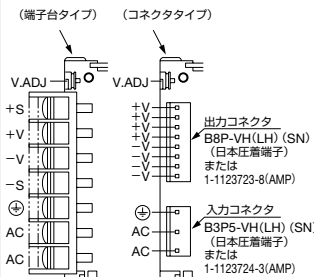 (端子台タイプ)
(コネクタタイプ)
V.ADJ
+S
+V
−V
−S
AC
AC
V.ADJ
+V
+V
+V
+V
−V
−V
−V
−V
出力コネクタ
B8P-VH(LH) (SN)
(日本圧着端子)
または
1-1123723-8(AMP)
AC
AC
入力コネクタ
B3P5-VH(LH) (SN)
(日本圧着端子)
または
1-1123724-3(AMP)